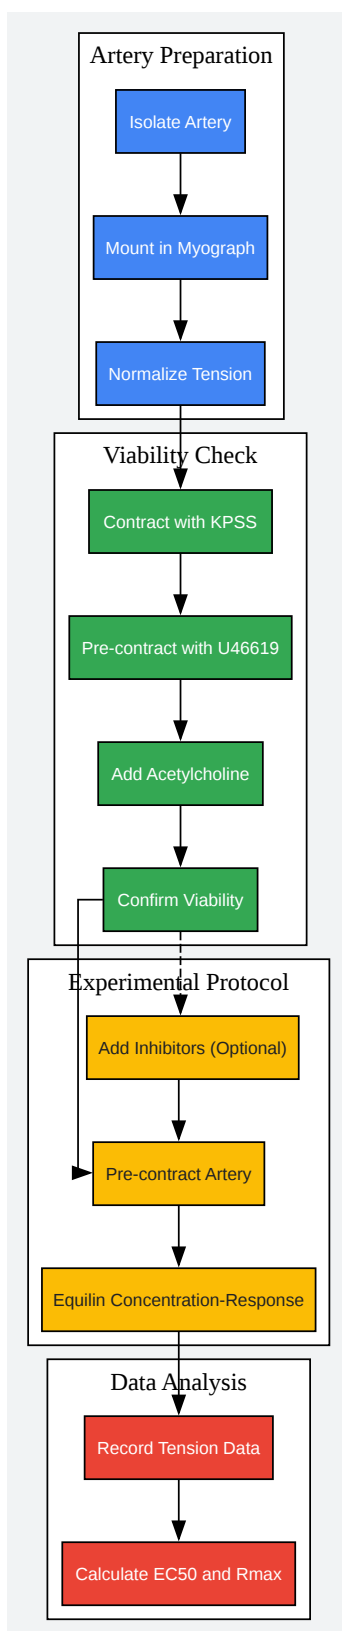 Artery Preparation
Isolate Artery
Mount in Myograph
Normalize Tension
Viability Check
Contract with KPSS
Pre-contract with U46619
Add Acetylcholine
Confirm Viability
Experimental Protocol
Add Inhibitors (Optional)
Pre-contract Artery
Equilin Concentration-Response
Data Analysis
Record Tension Data
Calculate EC50 and Rmax